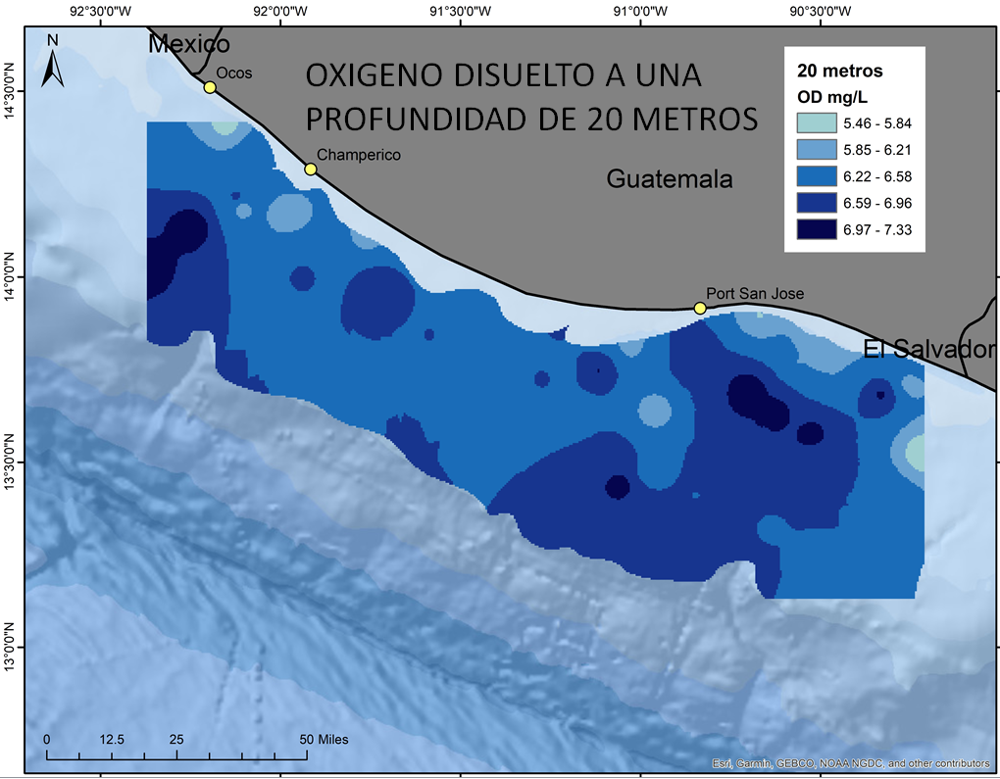 92°30'0"W 92°0'0"W 91°30'0"W 91°0'0"W 90°30'0"W
N
Mexico
Ocos
OXIGENO DISUELTO A UNA
PROFUNDIDAD DE 20 METROS
20 metros
OD mg/L
5.46 - 5.84
5.85 - 6.21
6.22 - 6.58
6.59 - 6.96
6.97 - 7.33
14°30'0"N
Champerico
Guatemala
14°0'0"N
Port San Jose
El Salvador
13°30'0"N
13°0'0"N
0 12.5 25 50 Miles
Esri, Garmin, GEBCO, NOAA NGDC, and other contributors